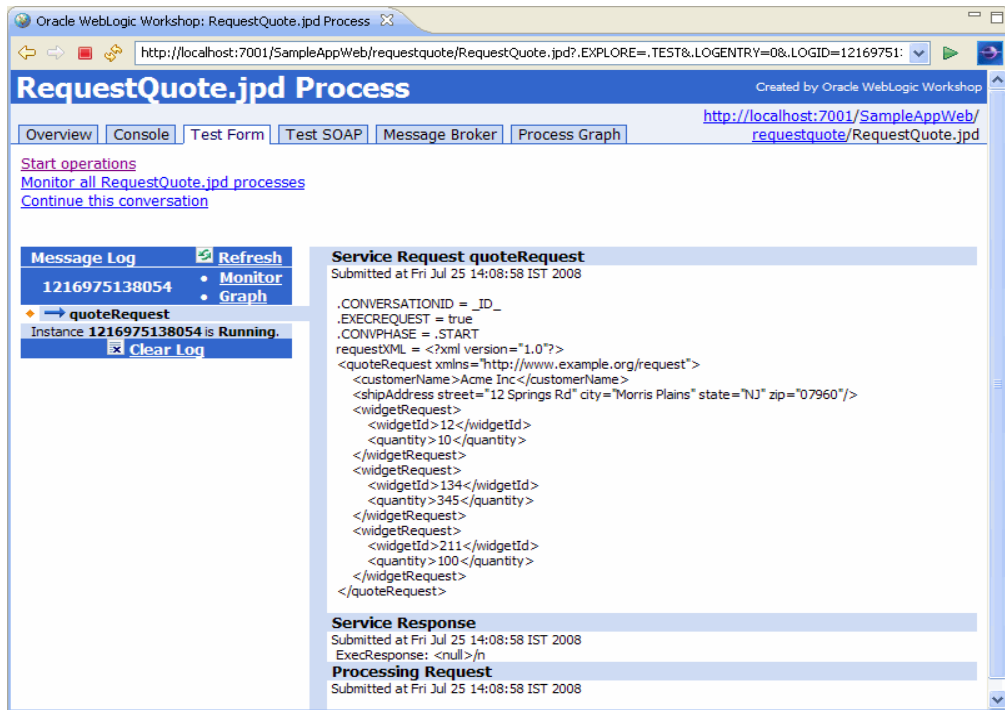 Oracle WebLogic Workshop: RequestQuote.jpd Process
http://localhost:7001/SampleAppWeb/requestquote/RequestQuote.jpd?.EXPLORE=.TEST&.LOGENTRY=0&.LOGID=12169751:
RequestQuote.jpd Process
Created by Oracle WebLogic Workshop
http://localhost:7001/SampleAppWeb/
requestquote/RequestQuote.jpd
Overview Console Test Form Test SOAP Message Broker Process Graph
Start operations
Monitor all RequestQuote.jpd processes
Continue this conversation
Message Log Refresh
1216975138054
• Monitor
• Graph
quoteRequest
Instance 1216975138054 is Running.
Clear Log
Service Request quoteRequest
Submitted at Fri Jul 25 14:08:58 IST 2008
.CONVERSATIONID = _ID_
.EXECREQUEST = true
.CONVPHASE = .START
requestXML = <?xml version="1.0"?>
<quoteRequest xmlns="http://www.example.org/request">
<customerName>Acme Inc</customerName>
<shipAddress street="12 Springs Rd" city="Morris Plains" state="NJ" zip="07960"/>
<widgetRequest>
<widgetId>12</widgetId>
<quantity>10</quantity>
</widgetRequest>
<widgetRequest>
<widgetId>134</widgetId>
<quantity>345</quantity>
</widgetRequest>
<widgetRequest>
<widgetId>211</widgetId>
<quantity>100</quantity>
</widgetRequest>
</quoteRequest>
Service Response
Submitted at Fri Jul 25 14:08:58 IST 2008
ExecResponse: <null>/n
Processing Request
Submitted at Fri Jul 25 14:08:58 IST 2008